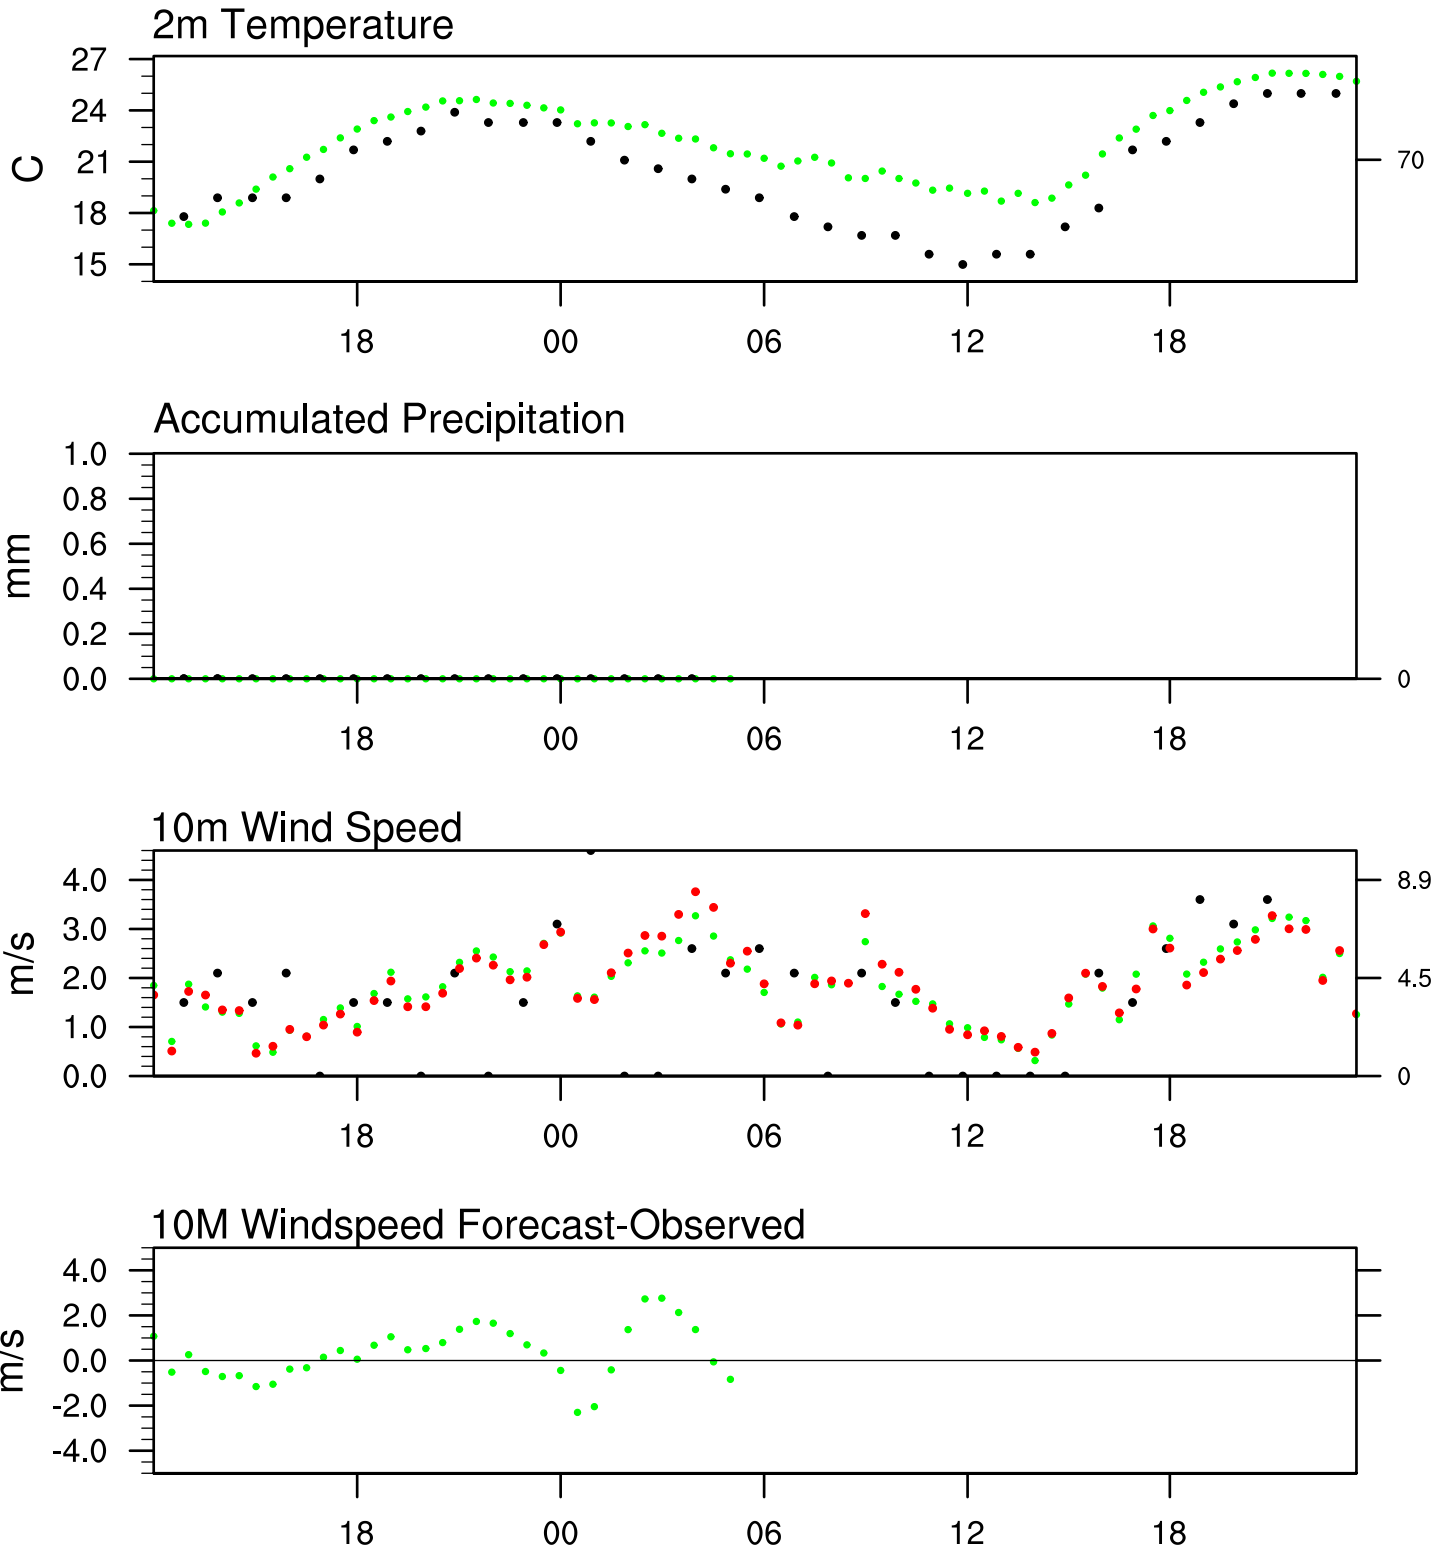 2m Temperature
27
24
21
18
15
C
70
18 00 06 12 18
Accumulated Precipitation
1.0
0.8
0.6
0.4
0.2
0.0
mm
0
18 00 06 12 18
10m Wind Speed
4.0
3.0
2.0
1.0
0.0
m/s
8.9
4.5
0
18 00 06 12 18
10M Windspeed Forecast-Observed
4.0
2.0
0.0
-2.0
-4.0
m/s
18 00 06 12 18